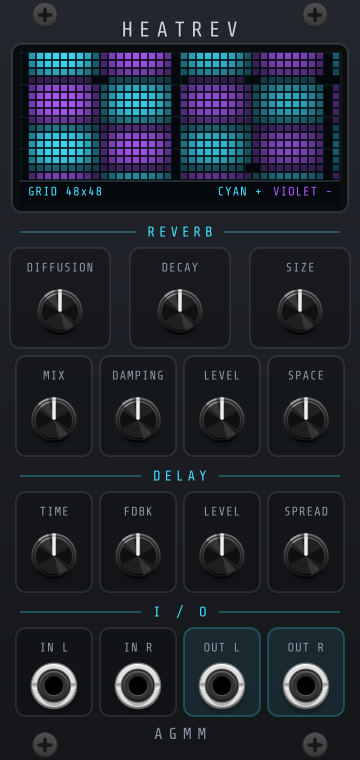 HEATREV
GRID 48x48 CYAN + VIOLET -
REVERB
DIFFUSION DECAY SIZE
MIX DAMPING LEVEL SPACE
DELAY
TIME FDBK LEVEL SPREAD
I / O
IN L IN R OUT L OUT R
AGMM